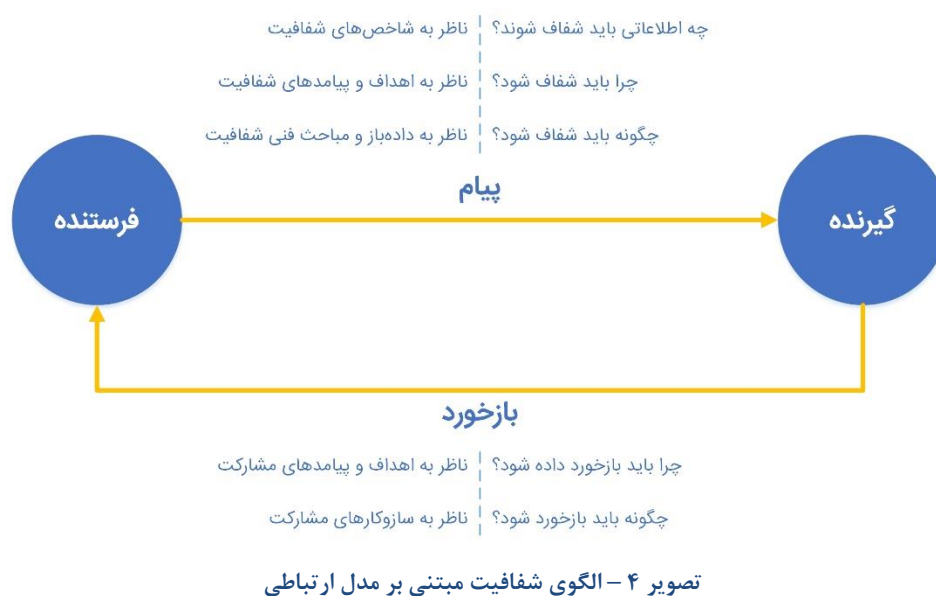 چه اطلاعاتی باید شفاف شوند؟ | ناظر به شاخص‌های شفافیت
چرا باید شفاف شود؟ | ناظر به اهداف و پیامدهای شفافیت
چگونه باید شفاف شود؟ | ناظر به داده‌باز و مباحث فنی شفافیت
پیام
گیرنده
فرستنده
بازخورد
چرا باید بازخورد داده شود؟ | ناظر به اهداف و پیامدهای مشارکت
چگونه باید بازخورد شود؟ | ناظر به سازوکارهای مشارکت
تصویر ۴ – الگوی شفافیت مبتنی بر مدل ارتباطی